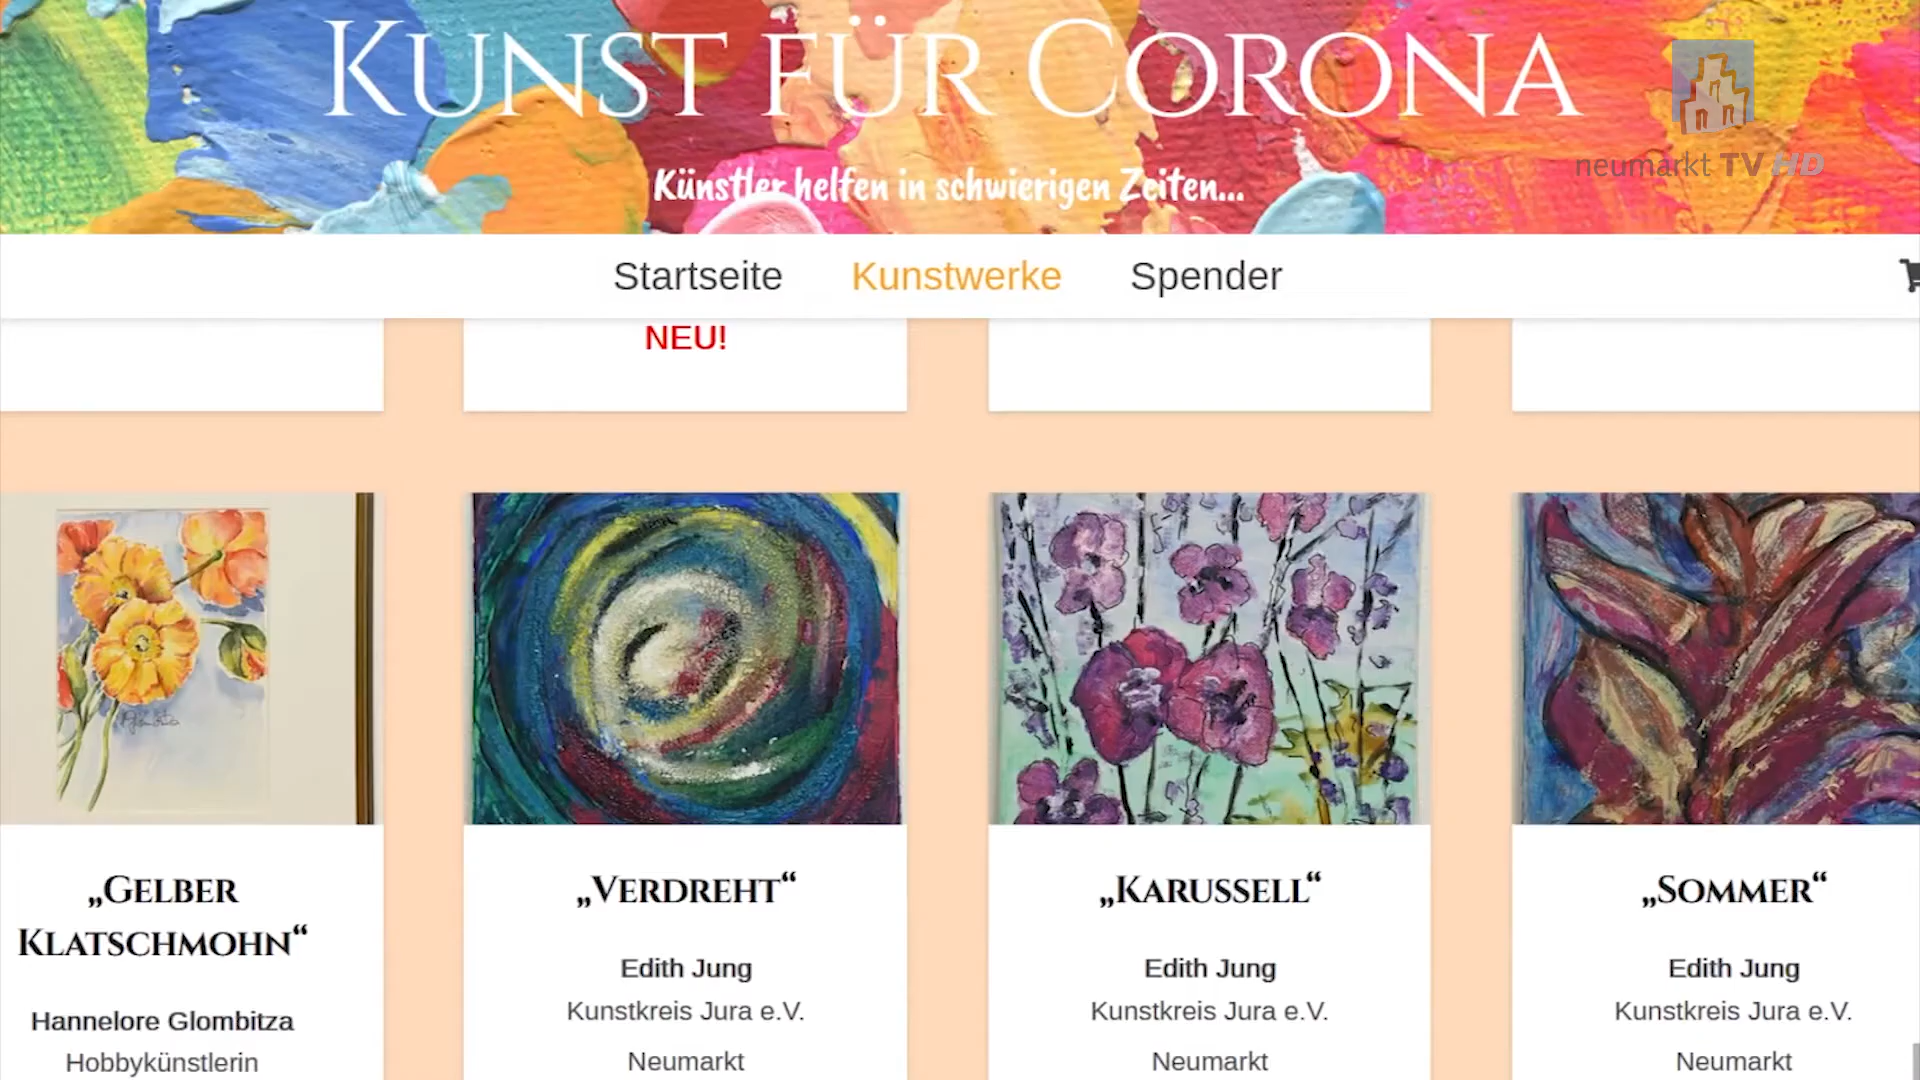 KUNST FÜR CORONA
neumarkt TV HD
Künstler helfen in schwierigen Zeiten...
Startseite Kunstwerke Spender
NEU!
„GELBER KLATSCHMOHN“
Hannelore Glombitza
Hobbykünstlerin
„VERDREHT“
Edith Jung
Kunstkreis Jura e.V.
Neumarkt
„KARUSSELL“
Edith Jung
Kunstkreis Jura e.V.
Neumarkt
„SOMMER“
Edith Jung
Kunstkreis Jura e.V.
Neumarkt